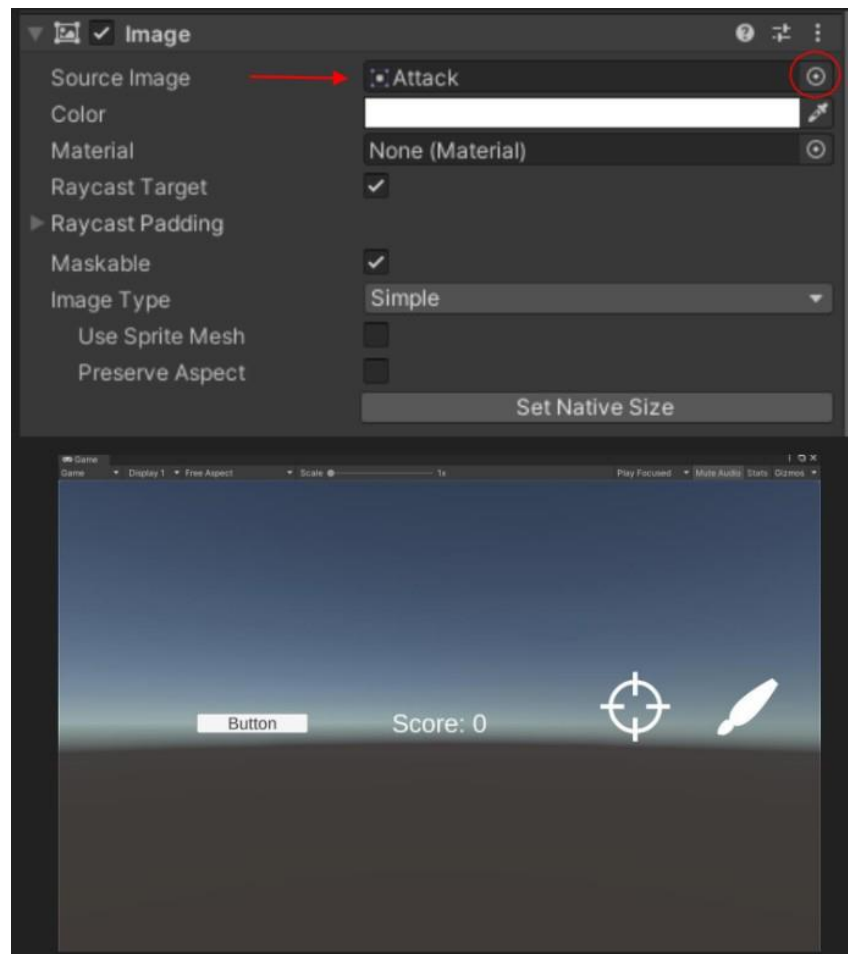 Image
Source Image Attack
Color
Material None (Material)
Raycast Target
Raycast Padding
Maskable
Image Type Simple
Use Sprite Mesh
Preserve Aspect
Set Native Size
Game
Game Display 1 Free Aspect Scale 1x Play Focused Mute Audio Stats Gizmos
Button Score: 0